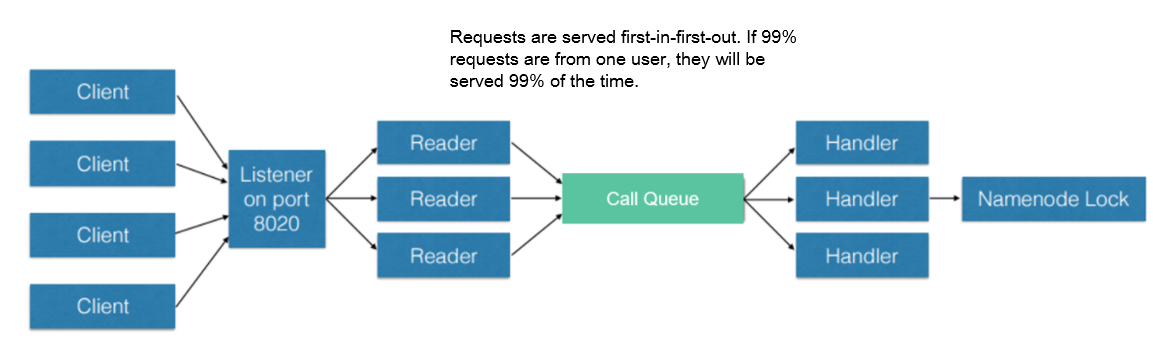 Requests are served first-in-first-out. If 99%
requests are from one user, they will be
served 99% of the time.
Client
Client
Client
Client
Listener
on port
8020
Reader
Reader
Reader
Call Queue
Handler
Handler
Handler
Namenode Lock